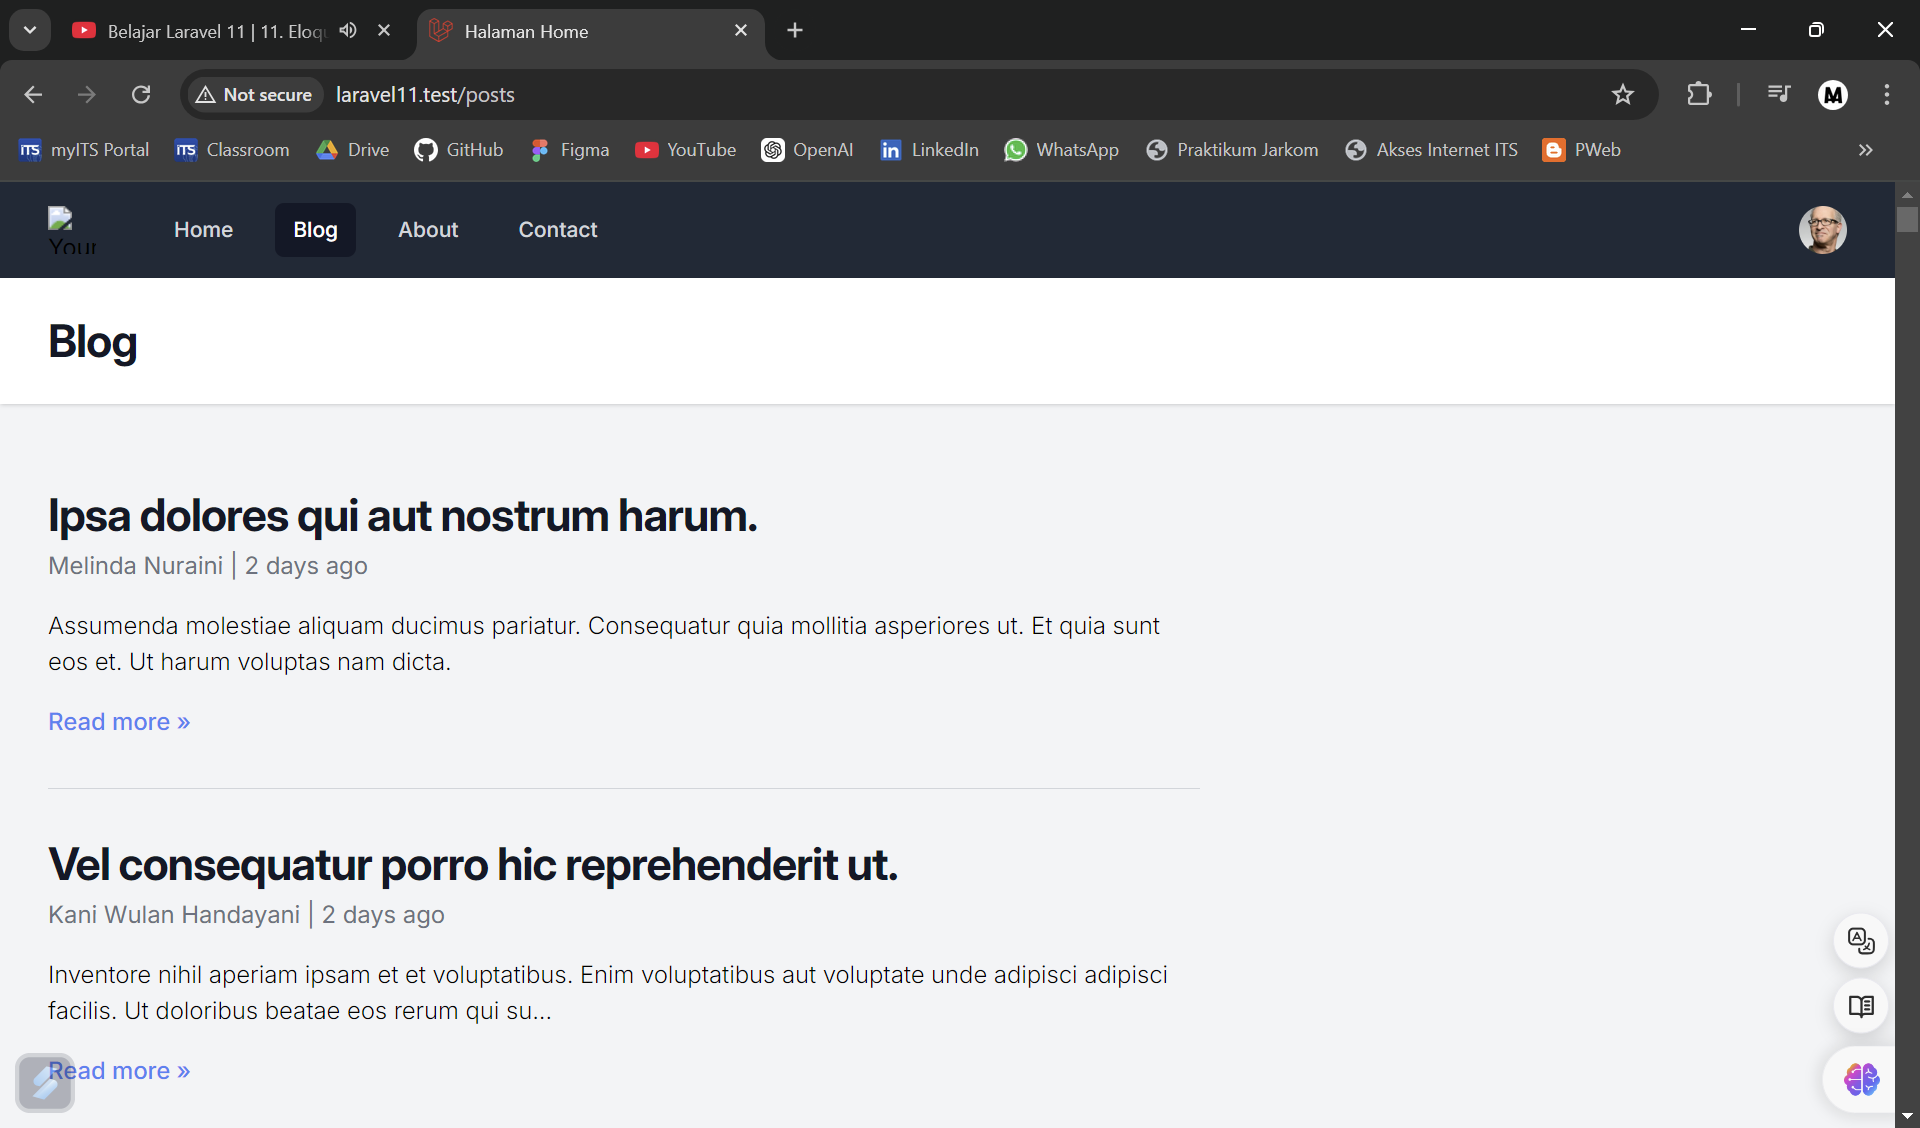 Belajar Laravel 11 | 11. Eloqu
Halaman Home
Not secure
laravel11.test/posts
myITS Portal
Classroom
Drive
GitHub
Figma
YouTube
OpenAI
LinkedIn
WhatsApp
Praktikum Jarkom
Akses Internet ITS
PWeb
Your
Home
Blog
About
Contact
Blog
Ipsa dolores qui aut nostrum harum.
Melinda Nuraini | 2 days ago
Assumenda molestiae aliquam ducimus pariatur. Consequatur quia mollitia asperiores ut. Et quia sunt
eos et. Ut harum voluptas nam dicta.
Read more »
Vel consequatur porro hic reprehenderit ut.
Kani Wulan Handayani | 2 days ago
Inventore nihil aperiam ipsam et et voluptatibus. Enim voluptatibus aut voluptate unde adipisci adipisci
facilis. Ut doloribus beatae eos rerum qui su...
Read more »